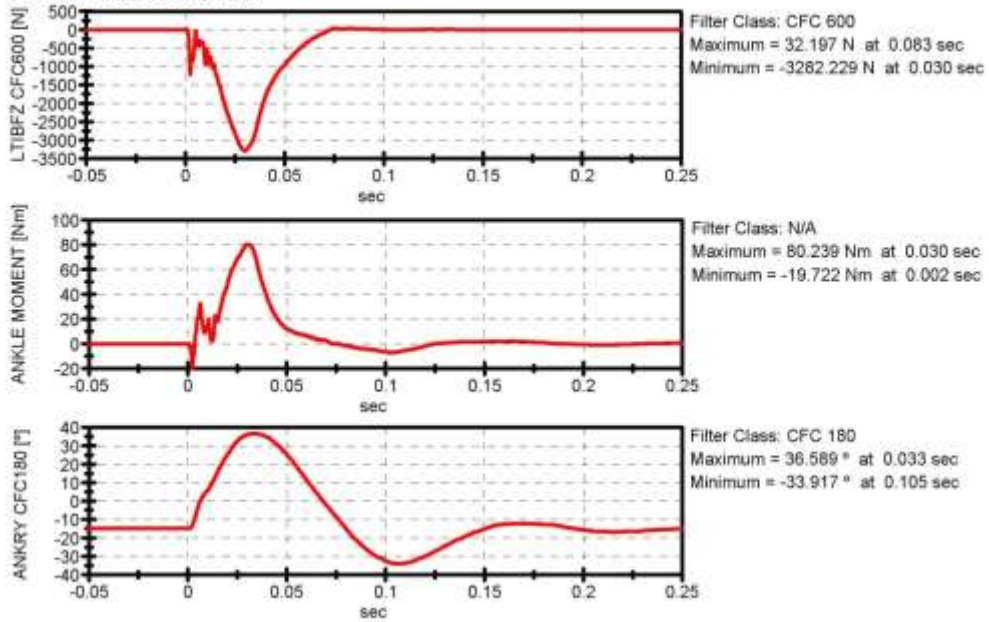 LTIBFZ CFC600 [N]
500
0
-500
-1000
-1500
-2000
-2500
-3000
-3500
-0.05 0 0.05 0.1 0.15 0.2 0.25
sec
Filter Class: CFC 600
Maximum = 32.197 N at 0.083 sec
Minimum = -3282.229 N at 0.030 sec
ANKLE MOMENT [Nm]
100
80
60
40
20
0
-20
-0.05 0 0.05 0.1 0.15 0.2 0.25
sec
Filter Class: N/A
Maximum = 80.239 Nm at 0.030 sec
Minimum = -19.722 Nm at 0.002 sec
ANKRY CFC180 [º]
40
30
20
10
0
-10
-20
-30
-40
-0.05 0 0.05 0.1 0.15 0.2 0.25
sec
Filter Class: CFC 180
Maximum = 36.589 º at 0.033 sec
Minimum = -33.917 º at 0.105 sec